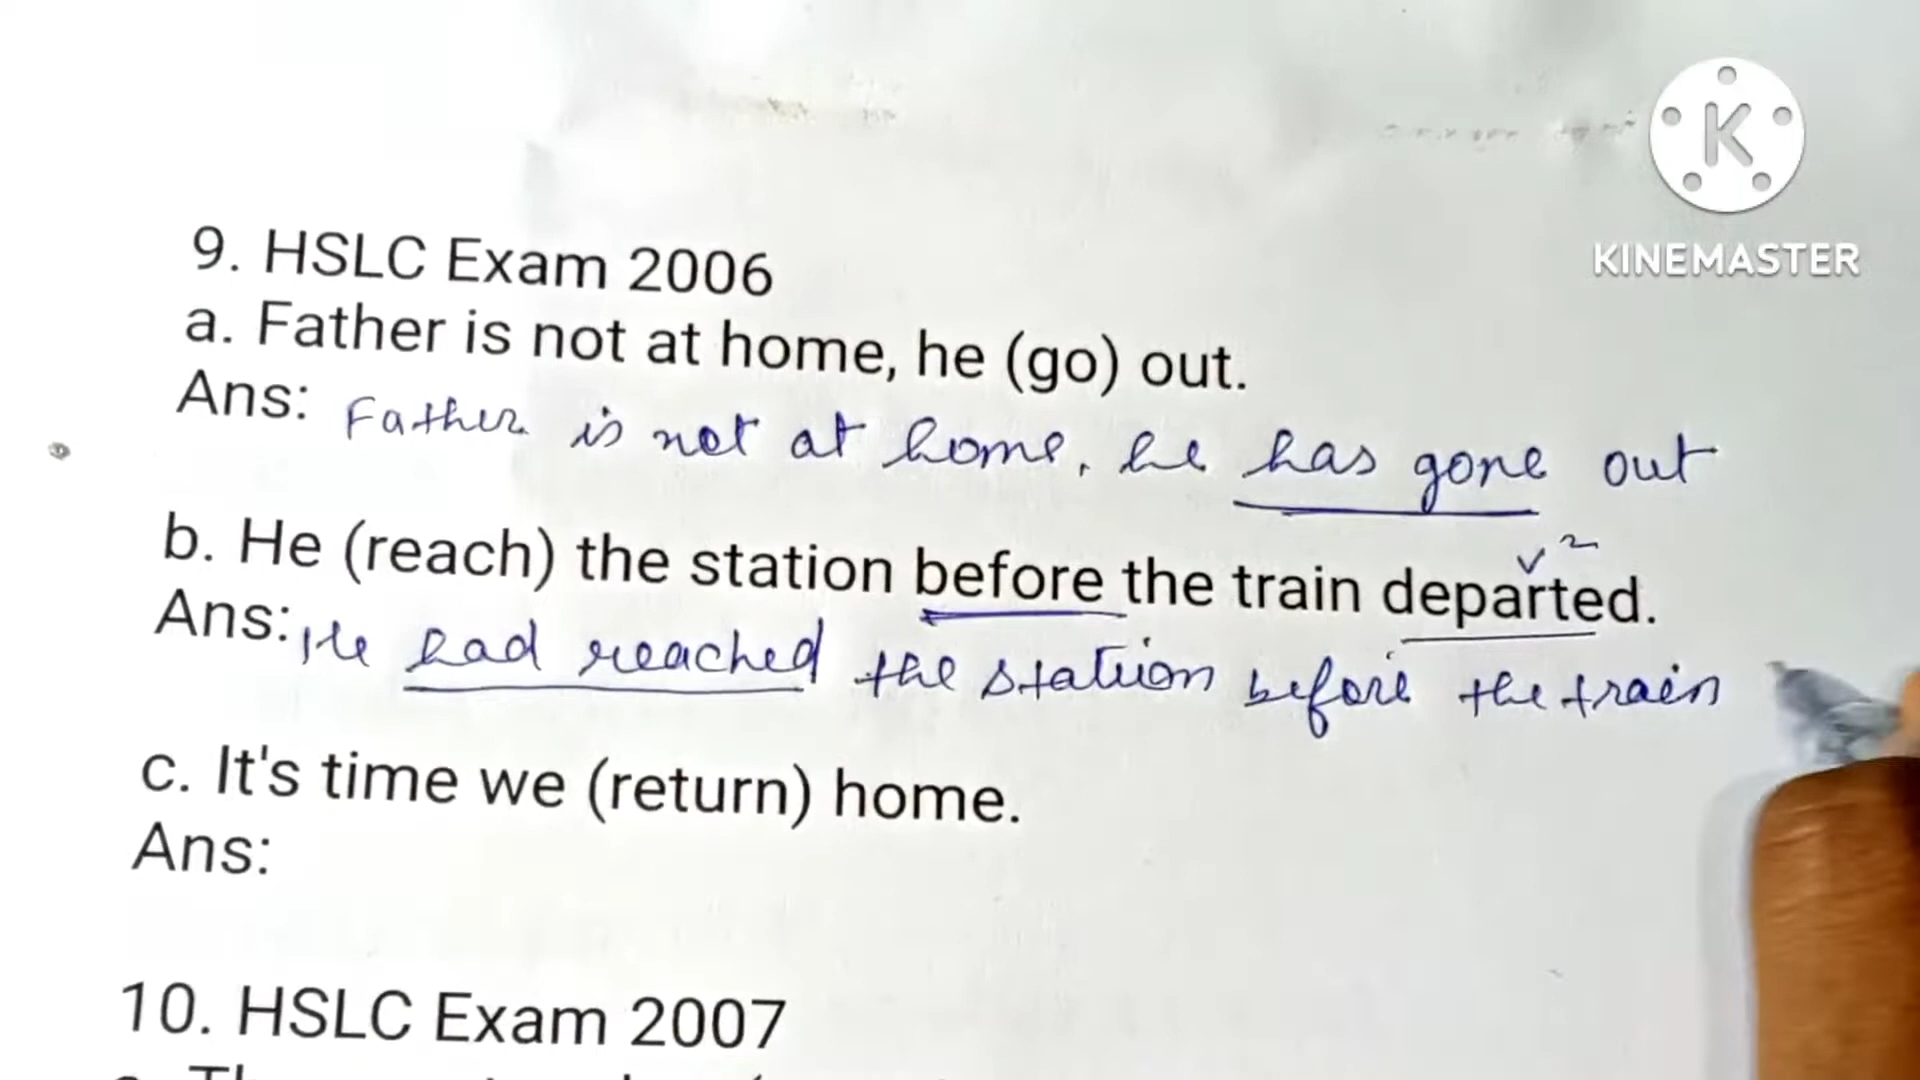 K
KINEMASTER
9. HSLC Exam 2006
a. Father is not at home, he (go) out.
Ans: Father is not at home, he has gone out
v2
b. He (reach) the station before the train departed.
Ans: He had reached the station before the train
c. It's time we (return) home.
Ans:
10. HSLC Exam 2007